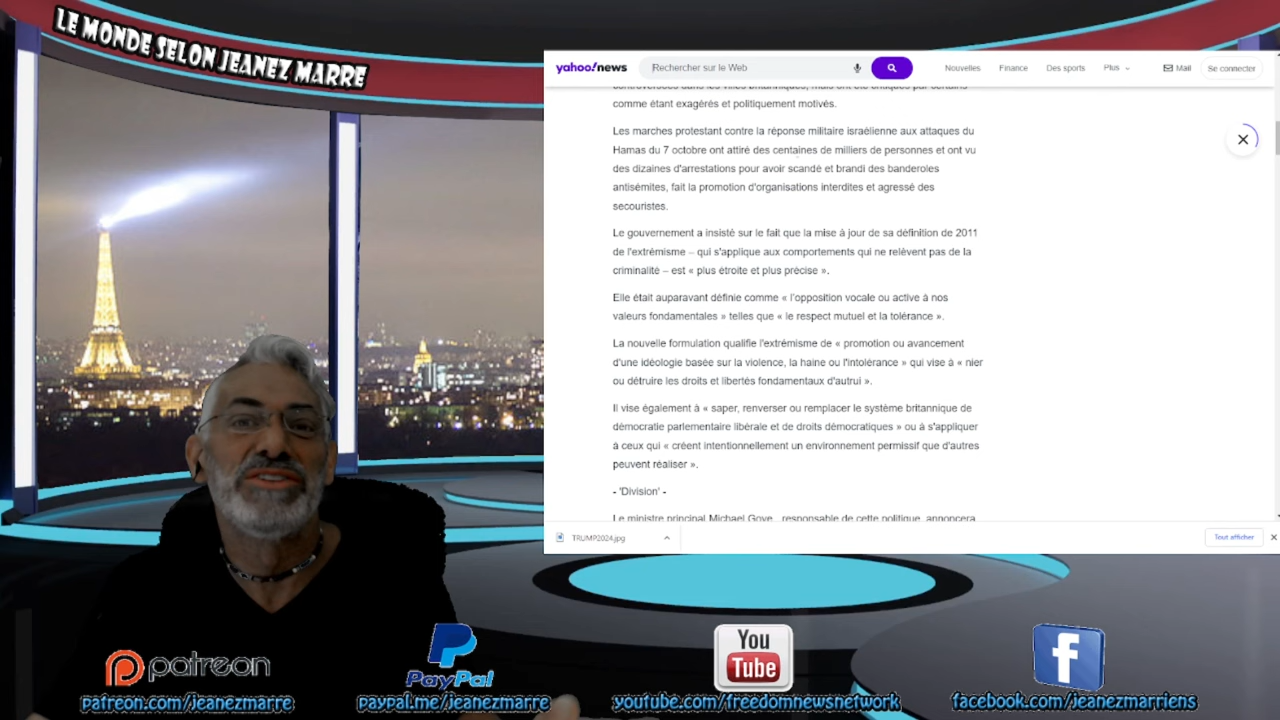 LE MONDE SELON JEANEZ MARRE
yahoo!news
Rechercher sur le Web
Nouvelles
Finance
Des sports
Plus
Mail
Se connecter
comme étant exagérés et politiquement motivés.
Les marches protestant contre la réponse militaire israélienne aux attaques du
Hamas du 7 octobre ont attiré des centaines de milliers de personnes et ont vu
des dizaines d'arrestations pour avoir scandé et brandi des banderoles
antisémites, fait la promotion d'organisations interdites et agressé des
secouristes.
Le gouvernement a insisté sur le fait que la mise à jour de sa définition de 2011
de l'extrémisme – qui s'applique aux comportements qui ne relèvent pas de la
criminalité – est « plus étroite et plus précise ».
Elle était auparavant définie comme « l'opposition vocale ou active à nos
valeurs fondamentales » telles que « le respect mutuel et la tolérance ».
La nouvelle formulation qualifie l'extrémisme de « promotion ou avancement
d'une idéologie basée sur la violence, la haine ou l'intolérance » qui vise à « nier
ou détruire les droits et libertés fondamentaux d'autrui ».
Il vise également à « saper, renverser ou remplacer le système britannique de
démocratie parlementaire libérale et de droits démocratiques » ou à s'appliquer
à ceux qui « créent intentionnellement un environnement permissif que d'autres
peuvent réaliser ».
- 'Division' -
Le ministre principal Michael Gove, responsable de cette politique, annoncera
TRUMP2024.jpg
Tout afficher
patreon
PayPal
You
Tube
f
patreon.com/jeanezmarre
paypal.me/jeanezmarre
youtube.com/freedomnewsnetwork
facebook.com/jeanezmarriens